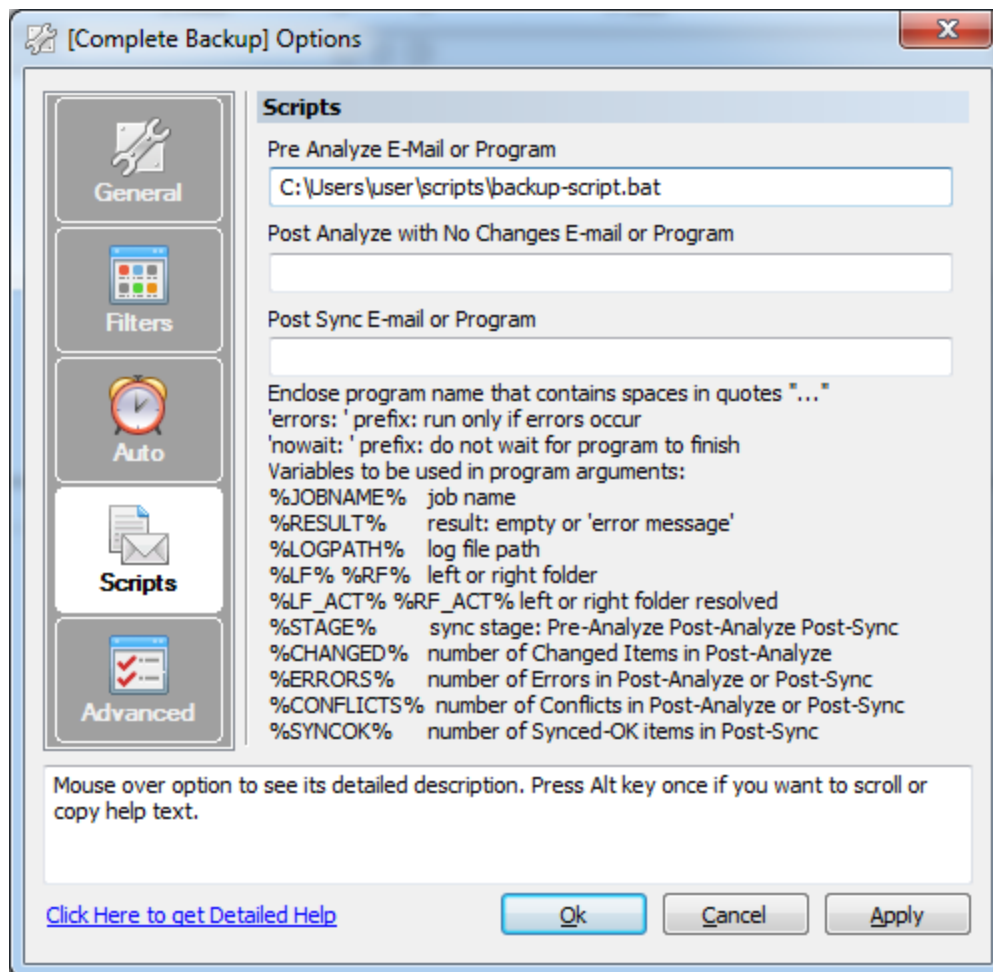 [Complete Backup] Options
General
Filters
Auto
Scripts
Advanced
Scripts
Pre Analyze E-Mail or Program
C:\Users\user\scripts\backup-script.bat
Post Analyze with No Changes E-mail or Program
Post Sync E-mail or Program
Enclose program name that contains spaces in quotes "..."
'errors: ' prefix: run only if errors occur
'nowait: ' prefix: do not wait for program to finish
Variables to be used in program arguments:
%JOBNAME% job name
%RESULT% result: empty or 'error message'
%LOGPATH% log file path
%LF% %RF% left or right folder
%LF_ACT% %RF_ACT% left or right folder resolved
%STAGE% sync stage: Pre-Analyze Post-Analyze Post-Sync
%CHANGED% number of Changed Items in Post-Analyze
%ERRORS% number of Errors in Post-Analyze or Post-Sync
%CONFLICTS% number of Conflicts in Post-Analyze or Post-Sync
%SYNCOK% number of Synced-OK items in Post-Sync
Mouse over option to see its detailed description. Press Alt key once if you want to scroll or
copy help text.
Click Here to get Detailed Help
Ok
Cancel
Apply